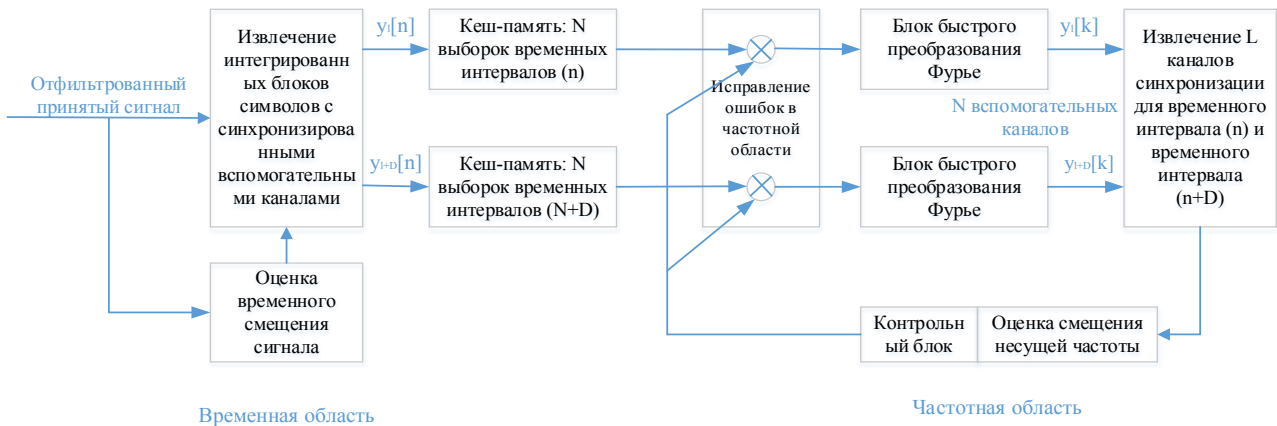 Отфильтрованный
принятый сигнал
Извлечение
интегрированн
ых блоков
символов с
синхронизирова
нными
вспомогательны
ми каналами
Оценка
временного
смещения
сигнала
yₗ[n]
Кеш-память: N
выборок временных
интервалов (n)
yₗ₊D[n]
Кеш-память: N
выборок временных
интервалов (N+D)
Исправление
ошибок в
частотной
области
Блок быстрого
преобразования
Фурье
yₗ[k]
N вспомогательных
каналов
Блок быстрого
преобразования
Фурье
yₗ₊D[k]
Извлечение L
каналов
синхронизации
для временного
интервала (n) и
временного
интервала
(n+D)
Контрольн
ый блок
Оценка смещения
несущей частоты
Временная область
Частотная область